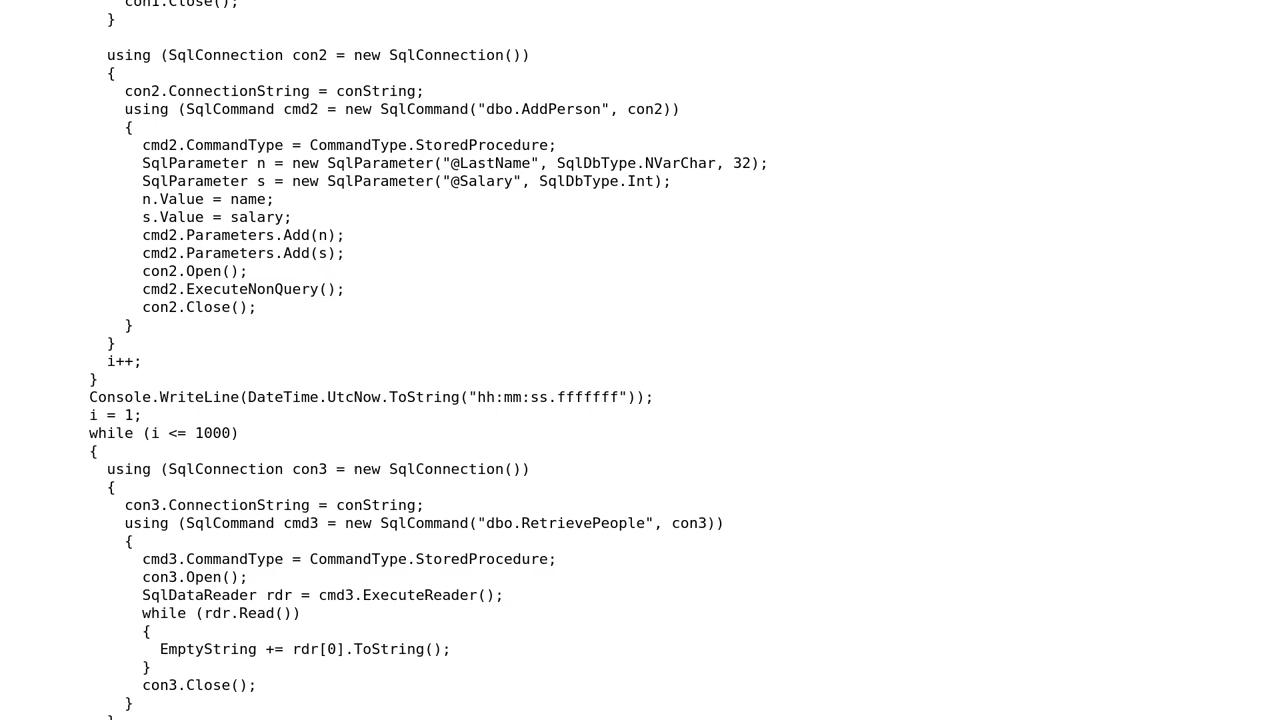 con1.Close();
}
using (SqlConnection con2 = new SqlConnection())
{
con2.ConnectionString = conString;
using (SqlCommand cmd2 = new SqlCommand("dbo.AddPerson", con2))
{
cmd2.CommandType = CommandType.StoredProcedure;
SqlParameter n = new SqlParameter("@LastName", SqlDbType.NVarChar, 32);
SqlParameter s = new SqlParameter("@Salary", SqlDbType.Int);
n.Value = name;
s.Value = salary;
cmd2.Parameters.Add(n);
cmd2.Parameters.Add(s);
con2.Open();
cmd2.ExecuteNonQuery();
con2.Close();
}
}
i++;
}
Console.WriteLine(DateTime.UtcNow.ToString("hh:mm:ss.fffffff"));
i = 1;
while (i <= 1000)
{
using (SqlConnection con3 = new SqlConnection())
{
con3.ConnectionString = conString;
using (SqlCommand cmd3 = new SqlCommand("dbo.RetrievePeople", con3))
{
cmd3.CommandType = CommandType.StoredProcedure;
con3.Open();
SqlDataReader rdr = cmd3.ExecuteReader();
while (rdr.Read())
{
EmptyString += rdr[0].ToString();
}
con3.Close();
}
}